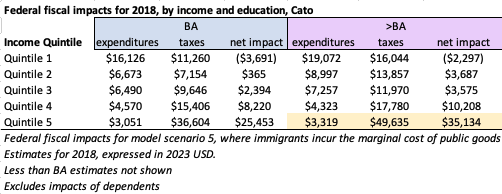 Federal fiscal impacts for 2018, by income and education, Cato
BA >BA
Income Quintile expenditures taxes net impact expenditures taxes net impact
Quintile 1 $16,126 $11,260 ($3,691) $19,072 $16,044 ($2,297)
Quintile 2 $6,673 $7,154 $365 $8,997 $13,857 $3,687
Quintile 3 $6,490 $9,646 $2,394 $7,257 $11,970 $3,575
Quintile 4 $4,570 $15,406 $8,220 $4,323 $17,780 $10,208
Quintile 5 $3,051 $36,604 $25,453 $3,319 $49,635 $35,134
Federal fiscal impacts for model scenario 5, where immigrants incur the marginal cost of public goods
Estimates for 2018, expressed in 2023 USD.
Less than BA estimates not shown
Excludes impacts of dependents